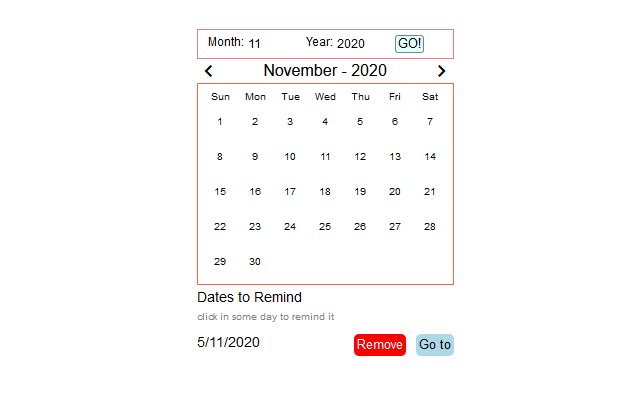 Month: 11 Year: 2020 GO!
November - 2020
Sun Mon Tue Wed Thu Fri Sat
1 2 3 4 5 6 7
8 9 10 11 12 13 14
15 16 17 18 19 20 21
22 23 24 25 26 27 28
29 30
Dates to Remind
click in some day to remind it
5/11/2020 Remove Go to